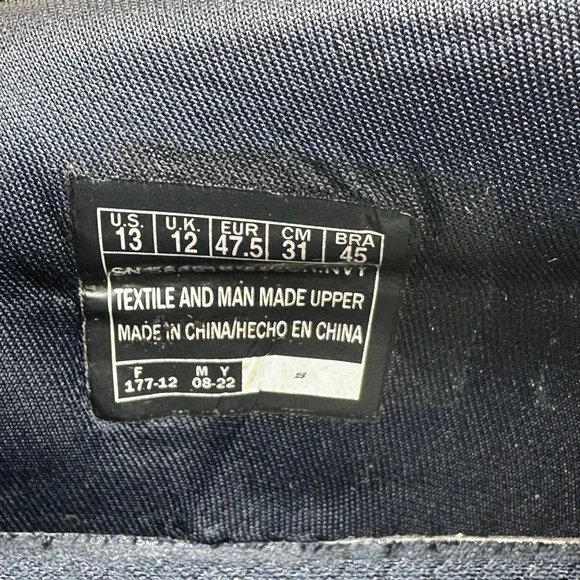 U.S. U.K. EUR CM BRA
13 12 47.5 31 45
TEXTILE AND MAN MADE UPPER
MADE IN CHINA/HECHO EN CHINA
F M Y
177-12 08-22
S